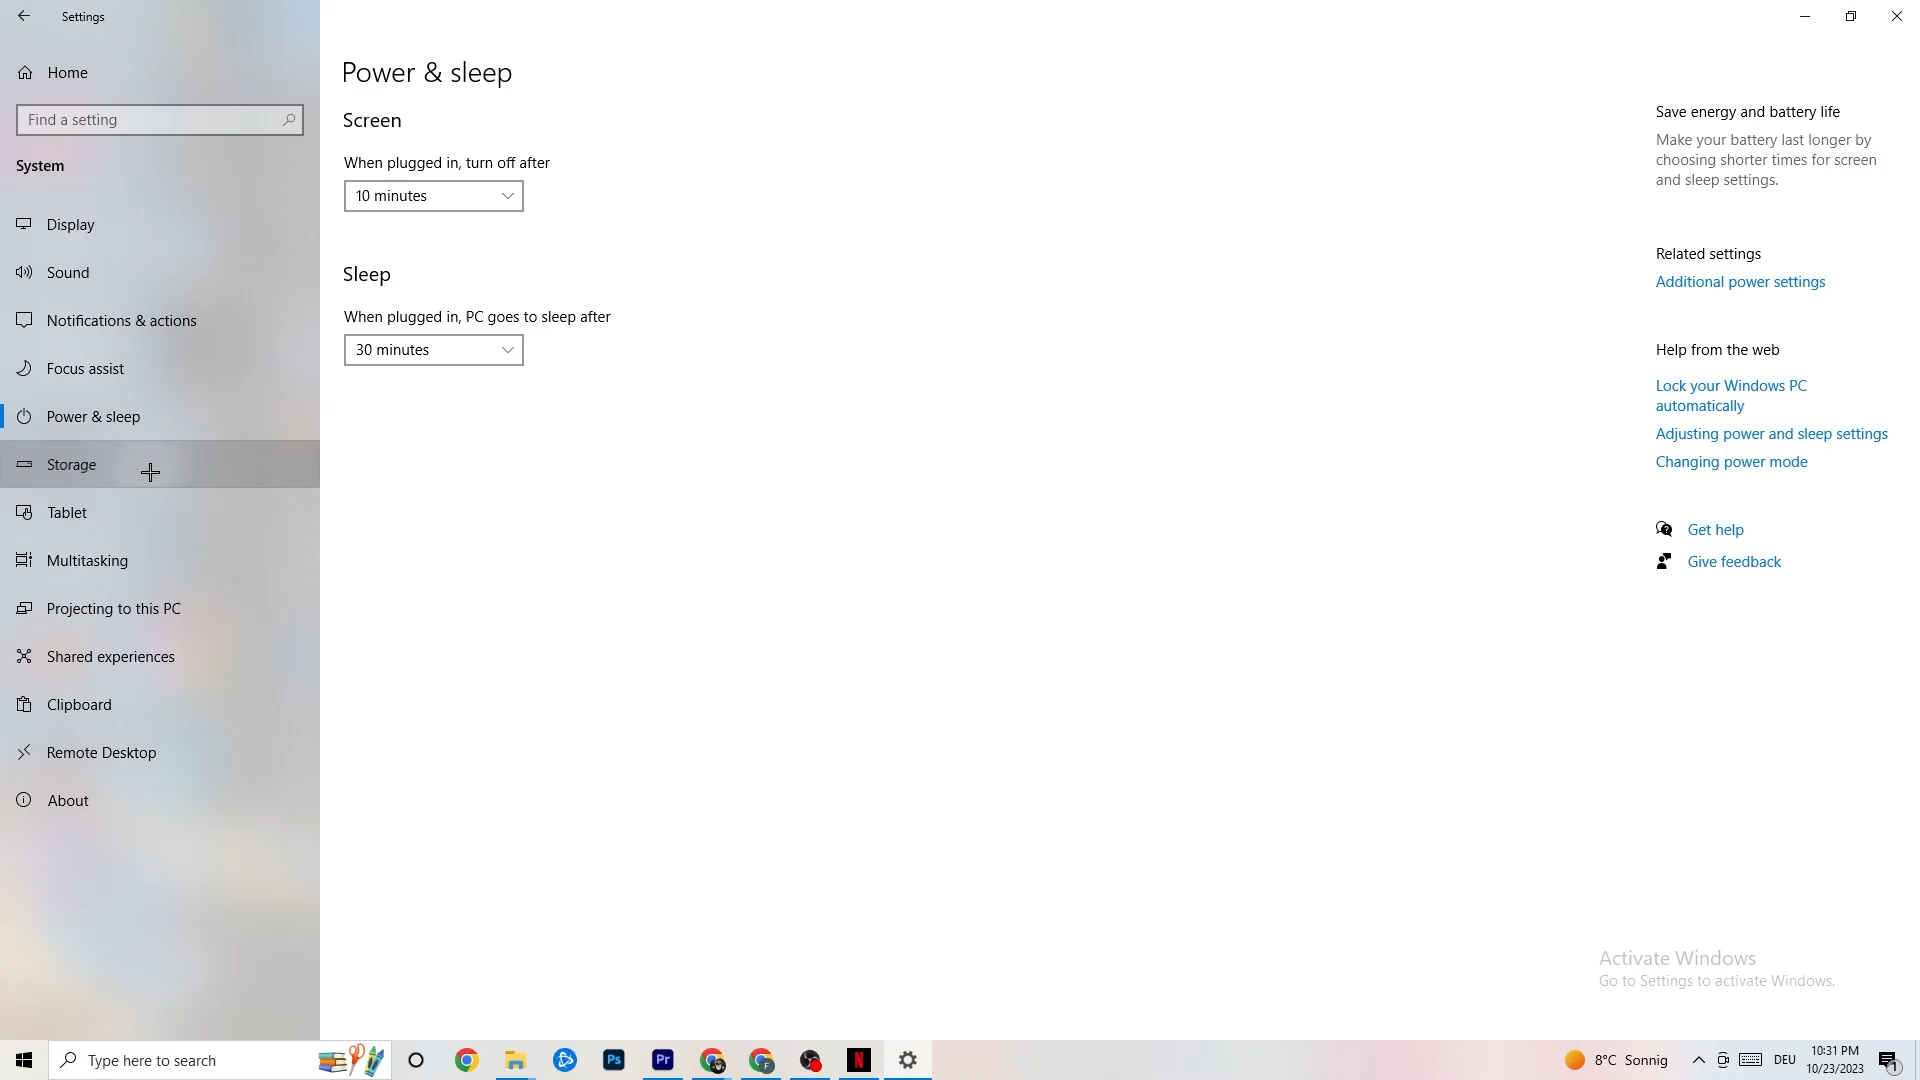 Settings
Home
Find a setting
System
Display
Sound
Notifications & actions
Focus assist
Power & sleep
Storage
Tablet
Multitasking
Projecting to this PC
Shared experiences
Clipboard
Remote Desktop
About
Power & sleep
Screen
When plugged in, turn off after
10 minutes
Sleep
When plugged in, PC goes to sleep after
30 minutes
Save energy and battery life
Make your battery last longer by
choosing shorter times for screen
and sleep settings.
Related settings
Additional power settings
Help from the web
Lock your Windows PC
automatically
Adjusting power and sleep settings
Changing power mode
Get help
Give feedback
Activate Windows
Go to Settings to activate Windows.
Type here to search
Ps
Pr
F
N
8°C Sonnig
DEU
10:31 PM
10/23/2023
1